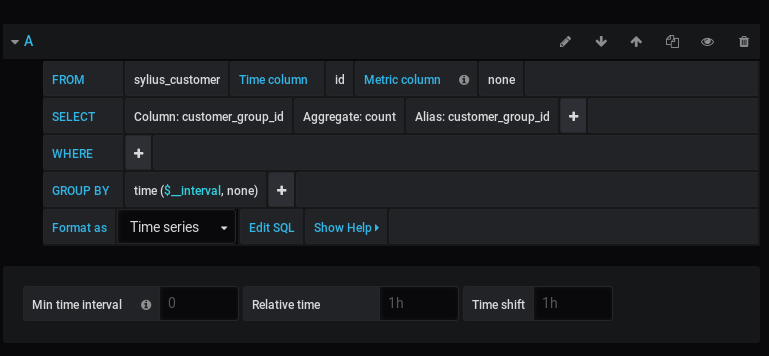 A
FROM sylius_customer Time column id Metric column none
SELECT Column: customer_group_id Aggregate: count Alias: customer_group_id +
WHERE +
GROUP BY time ($__interval, none) +
Format as Time series Edit SQL Show Help
Min time interval 0 Relative time 1h Time shift 1h